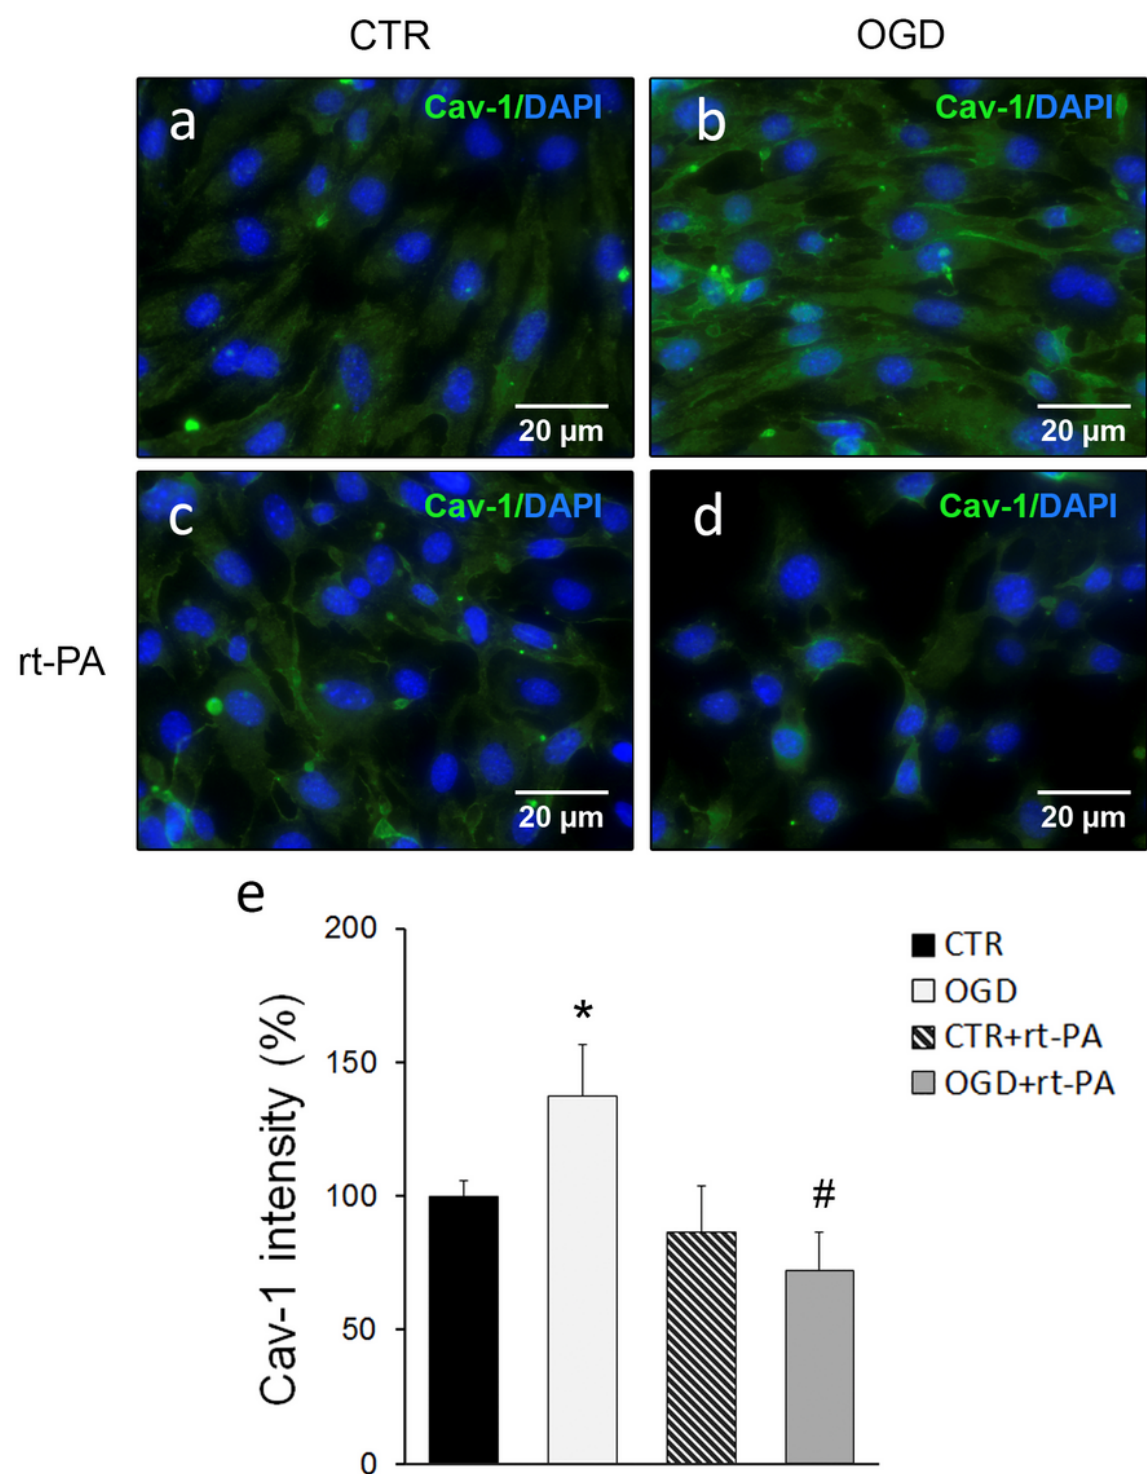 CTR
OGD
a
Cav-1/DAPI
20 µm
b
Cav-1/DAPI
20 µm
rt-PA
c
Cav-1/DAPI
20 µm
d
Cav-1/DAPI
20 µm
e
Cav-1 intensity (%)
200
150
100
50
0
*
#
CTR
OGD
CTR+rt-PA
OGD+rt-PA